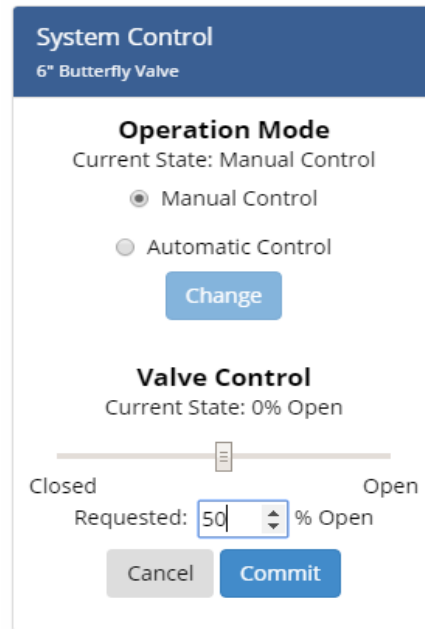 System Control
6" Butterfly Valve
Operation Mode
Current State: Manual Control
Manual Control
Automatic Control
Change
Valve Control
Current State: 0% Open
Closed Open
Requested: 50 % Open
Cancel Commit